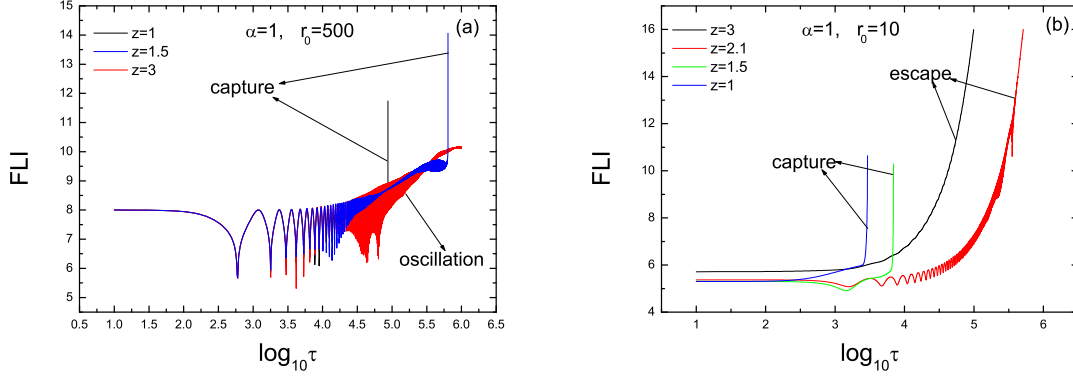 α=1, r₀=500
(a)
z=1
z=1.5
z=3
capture
oscillation
FLI
15
14
13
12
11
10
9
8
7
6
5
0.5 1.0 1.5 2.0 2.5 3.0 3.5 4.0 4.5 5.0 5.5 6.0 6.5
log₁₀τ
α=1, r₀=10
(b)
z=3
z=2.1
z=1.5
z=1
escape
capture
FLI
16
14
12
10
8
6
4
1 2 3 4 5 6
log₁₀τ